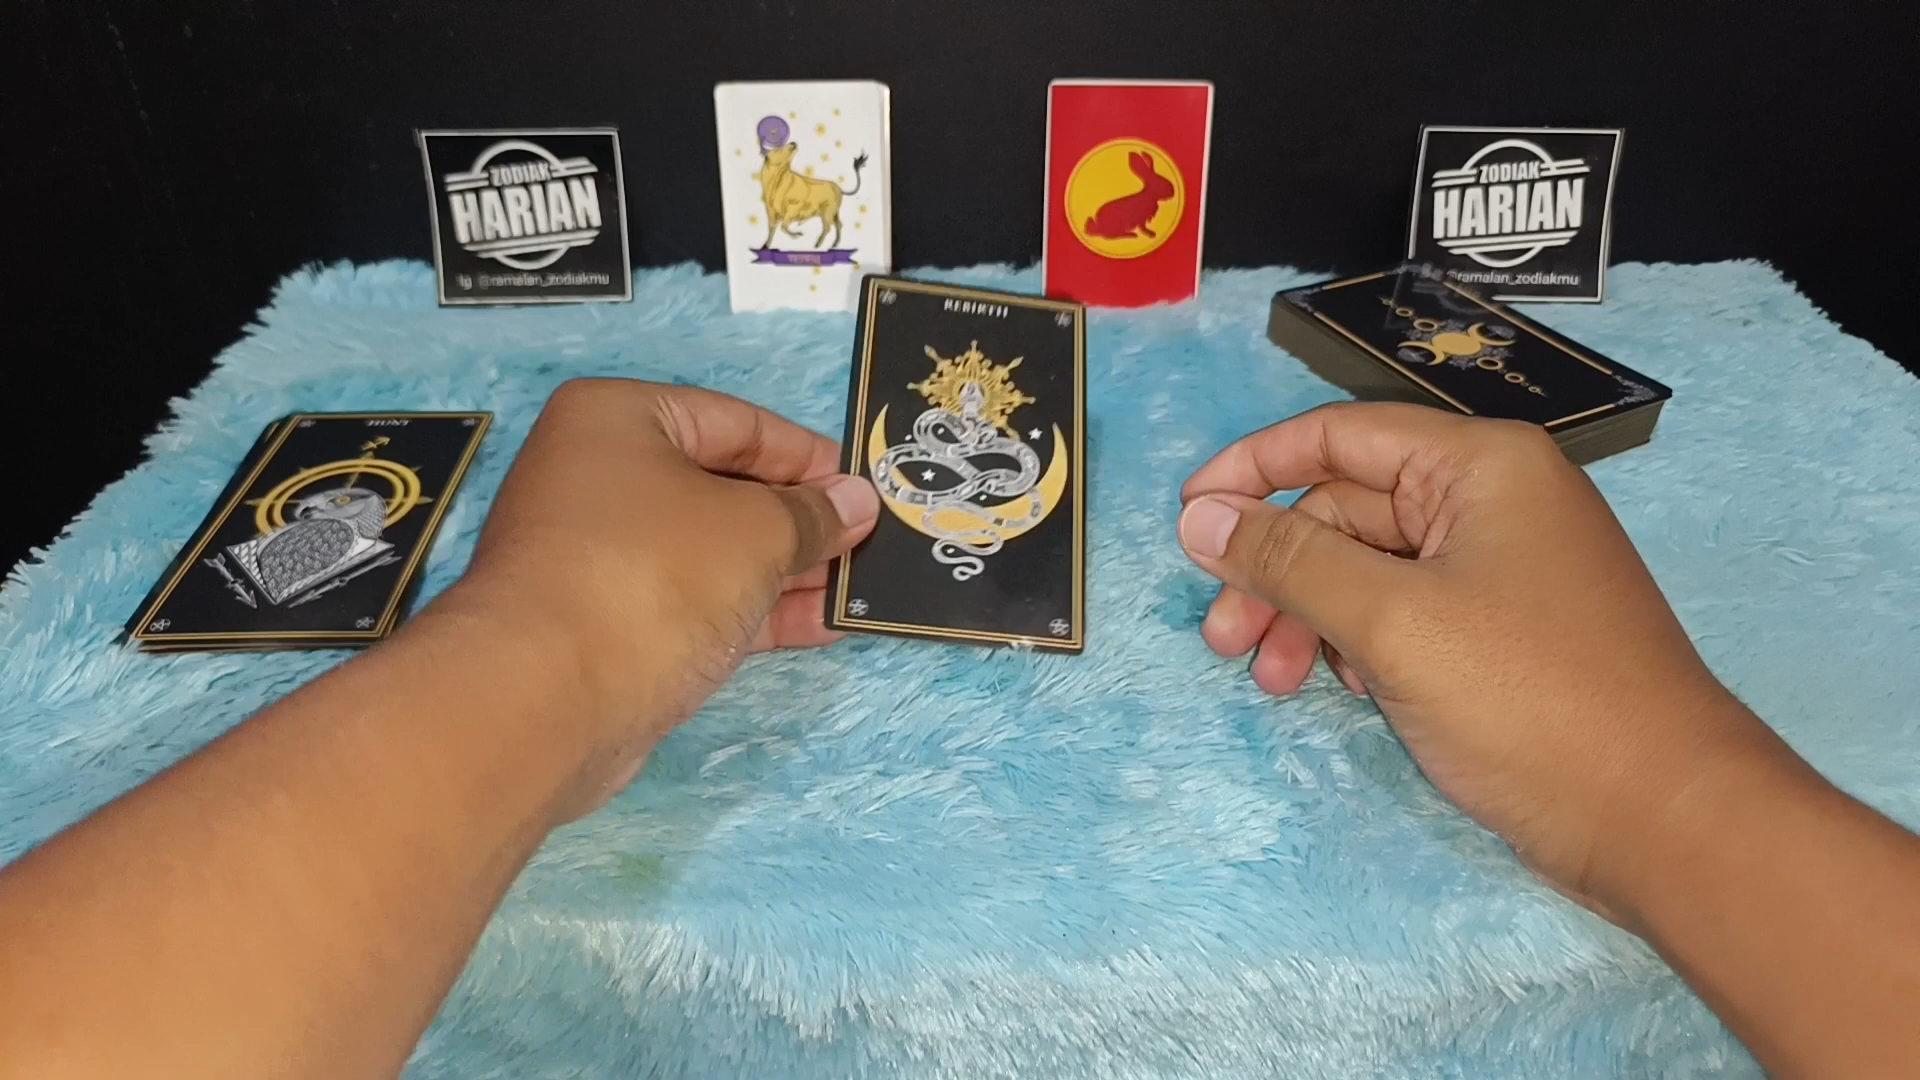 ZODIAK
HARIAN
Ig @ramalan_zodiakmu
ZODIAK
HARIAN
@ramalan_zodiakmu
REBIRTH
HUNT